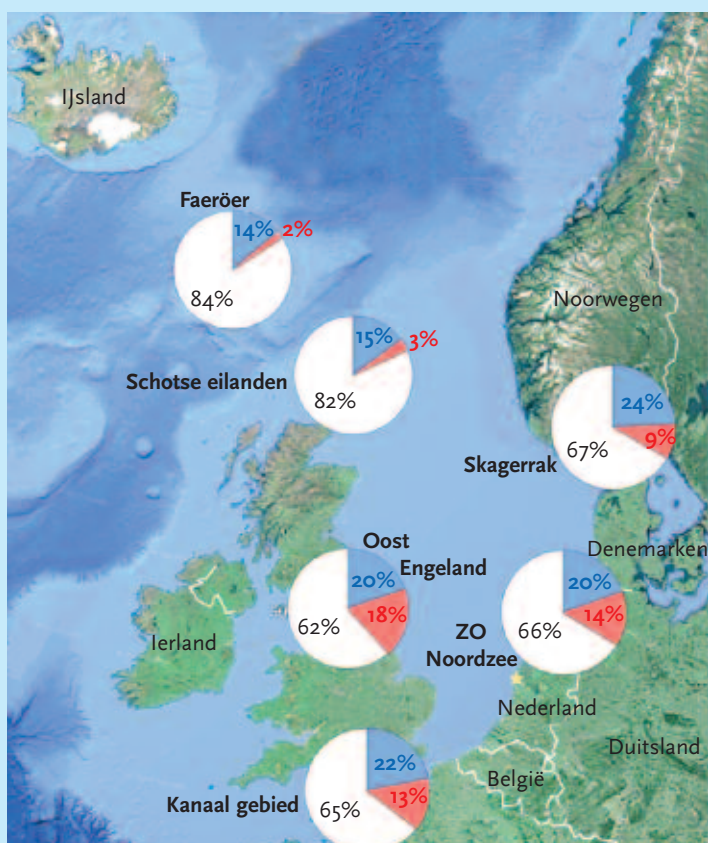 IJsland
Faeröer
14%
2%
84%
Noorwegen
15%
3%
Schotse eilanden
82%
24%
9%
67%
Skagerrak
Oost
Engeland
Denemarken
20%
18%
62%
20%
14%
66%
ZO
Noordzee
Ierland
Nederland
Duitsland
België
22%
13%
Kanaal gebied
65%